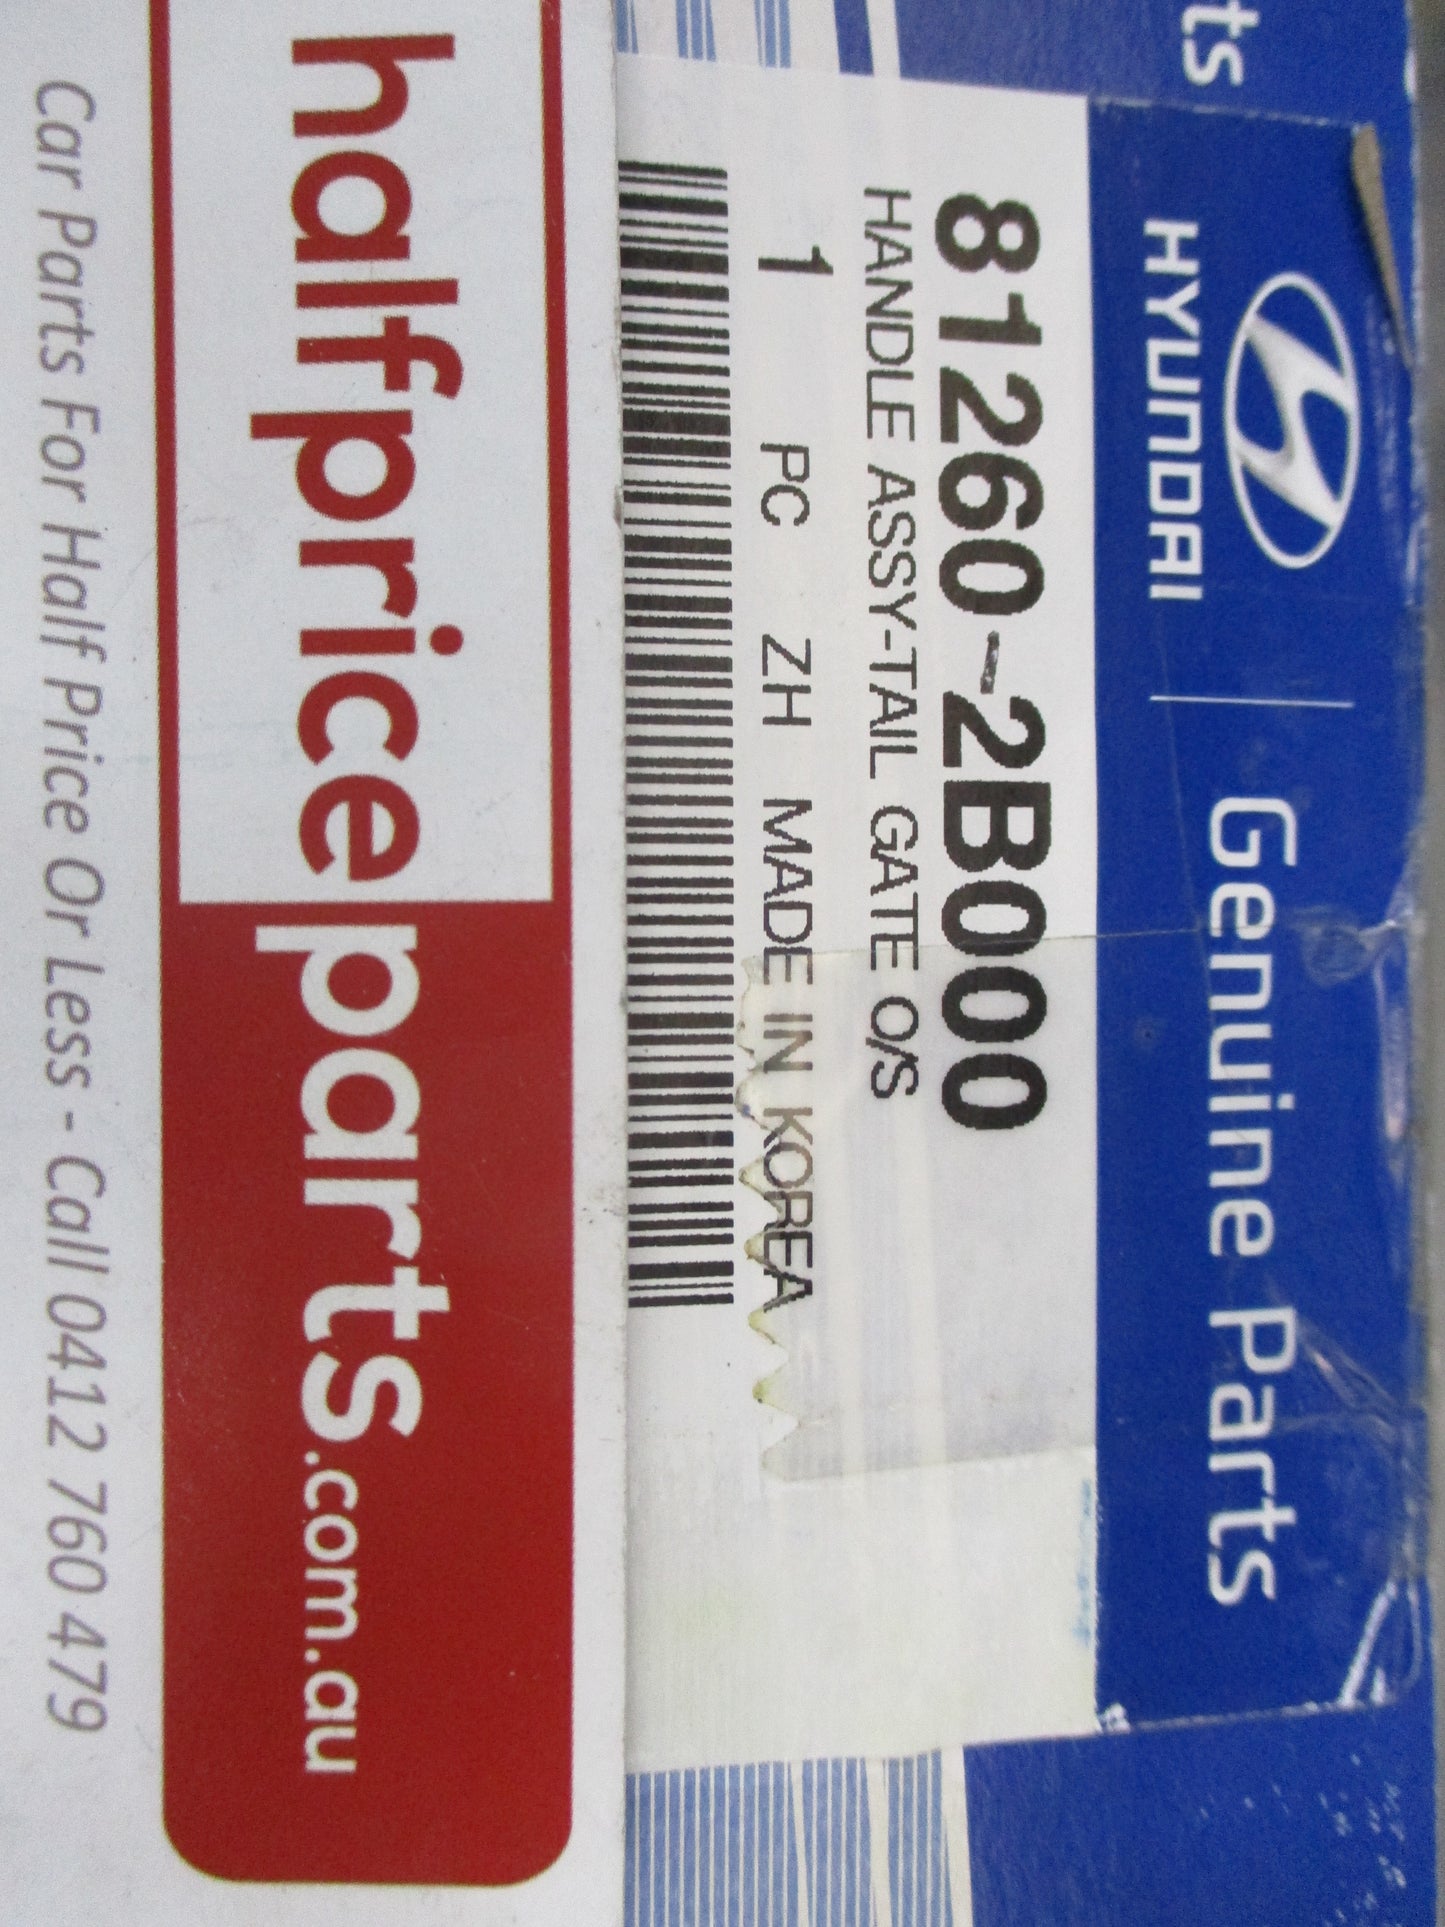 ts
HYUNDAI | Genuine Parts
81260-2B000
HANDLE ASSY-TAIL GATE O/S
1 PC ZH MADE IN KOREA
halfpriceparts.com.au
Car Parts For Half Price Or Less - Call 0412 760 479